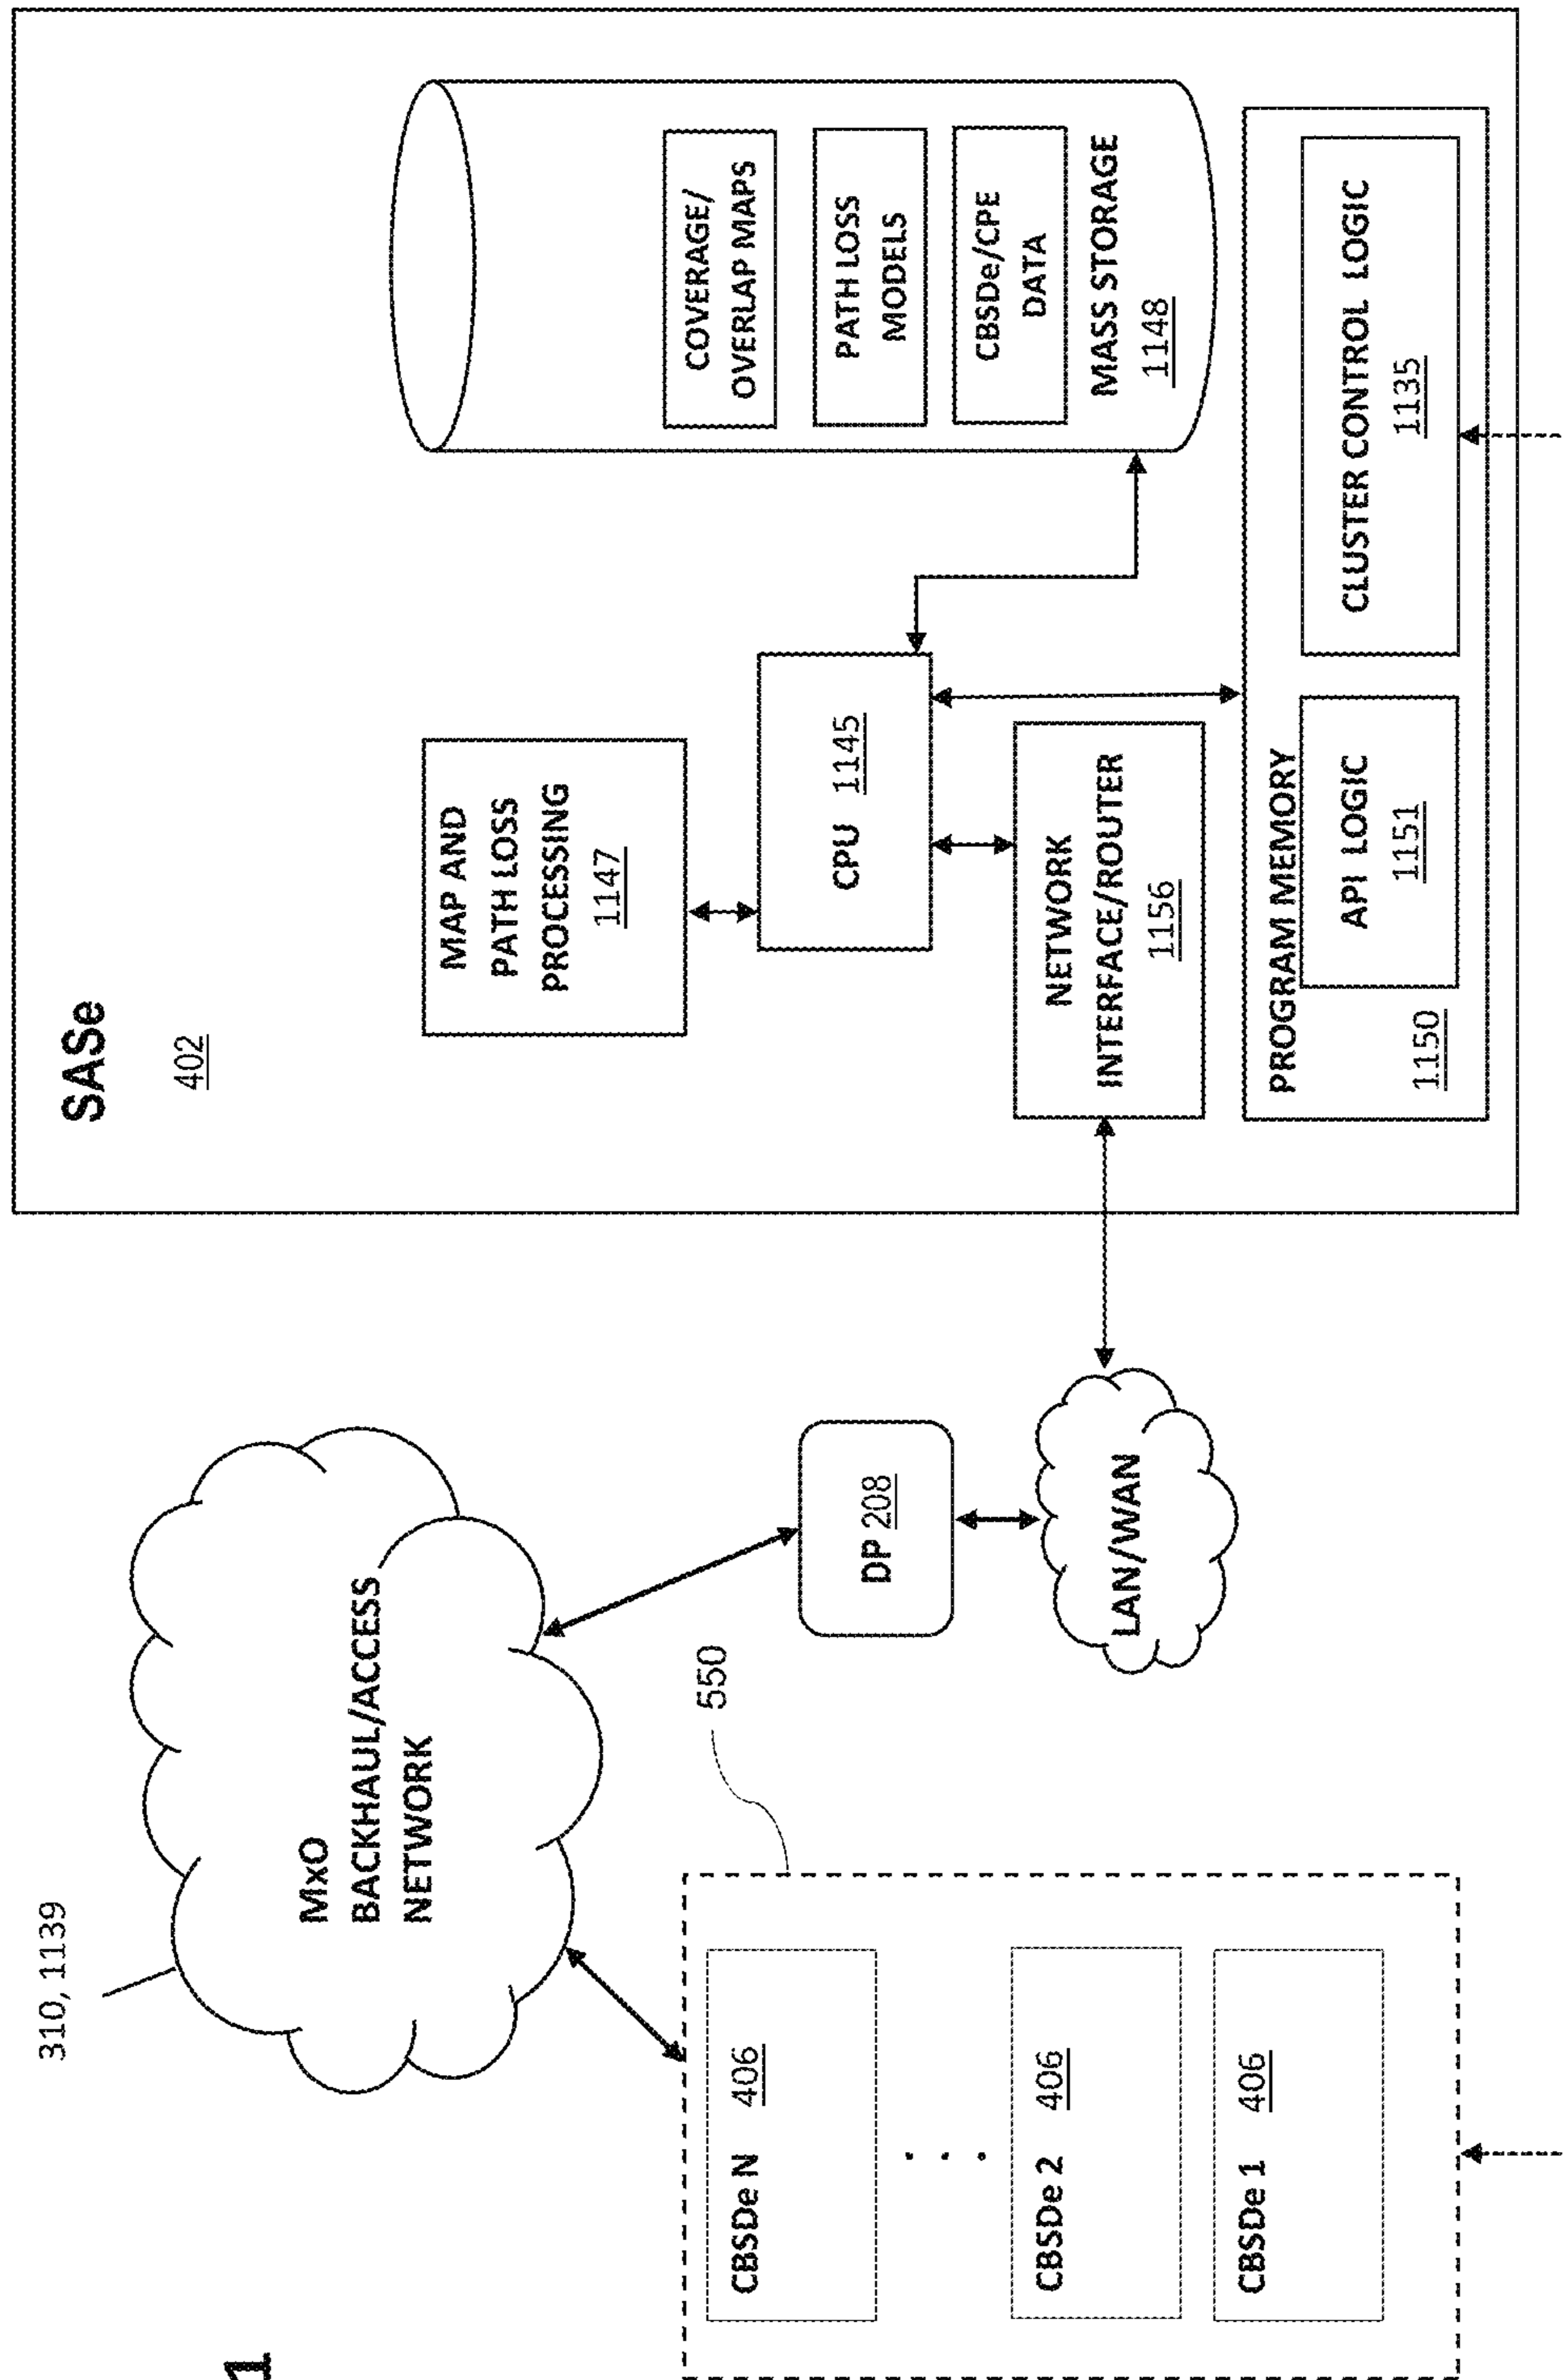 1
310, 1139
MxO
BACKHAUL/ACCESS
NETWORK
550
CBSDe N 406
. . .
CBSDe 2 406
CBSDe 1 406
DP 208
LAN/WAN
SASe
402
MAP AND
PATH LOSS
PROCESSING
1147
CPU 1145
NETWORK
INTERFACE/ROUTER
1156
COVERAGE/
OVERLAP MAPS
PATH LOSS
MODELS
CBSDe/CPE
DATA
MASS STORAGE
1148
PROGRAM MEMORY
1150
API LOGIC
1151
CLUSTER CONTROL LOGIC
1135